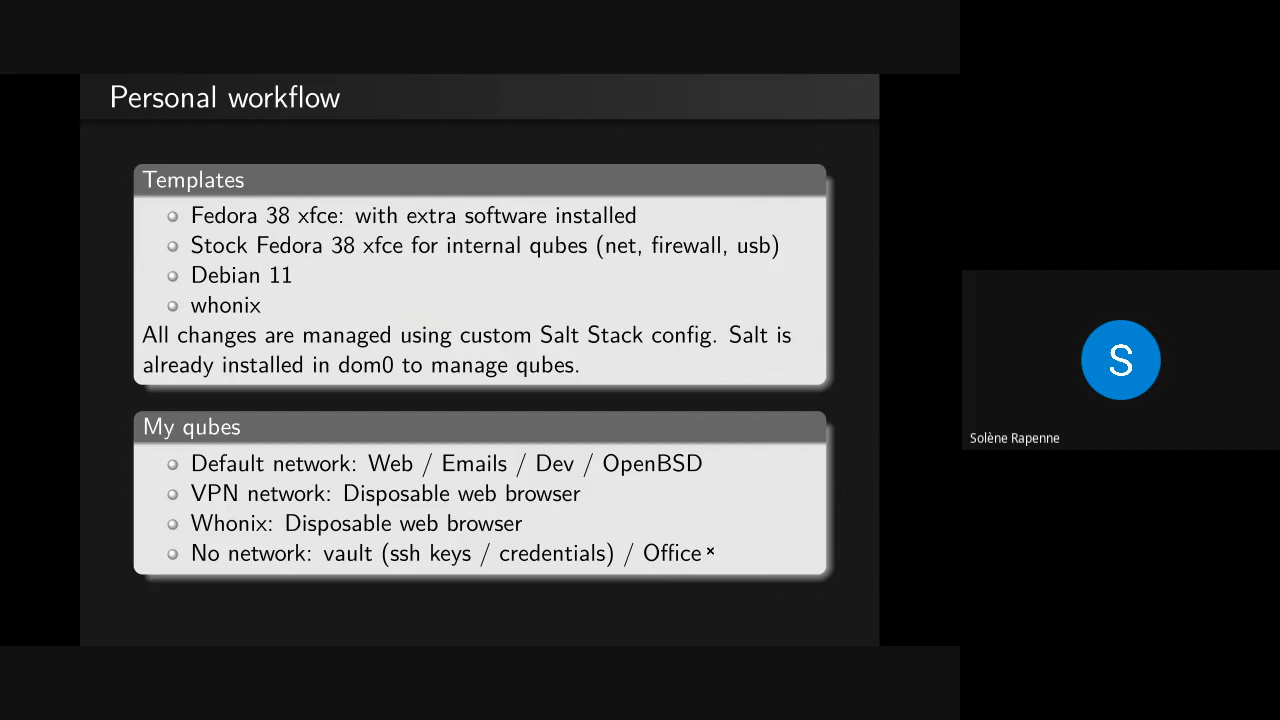 Personal workflow
Templates
Fedora 38 xfce: with extra software installed
Stock Fedora 38 xfce for internal qubes (net, firewall, usb)
Debian 11
whonix
All changes are managed using custom Salt Stack config. Salt is
already installed in dom0 to manage qubes.
My qubes
Default network: Web / Emails / Dev / OpenBSD
VPN network: Disposable web browser
Whonix: Disposable web browser
No network: vault (ssh keys / credentials) / Office
S
Solène Rapenne